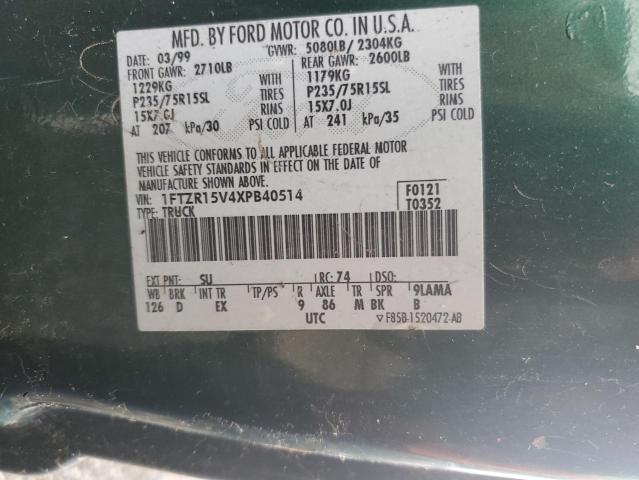 MFD. BY FORD MOTOR CO. IN U.S.A.
DATE: 03/99 GVWR: 5080LB/ 2304KG
FRONT GAWR: 2710LB REAR GAWR: 2600LB
1229KG WITH 1179KG WITH
P235/75R15SL TIRES P235/75R15SL TIRES
15X7.0J RIMS 15X7.0J RIMS
AT 207 kPa/30 PSI COLD AT 241 kPa/35 PSI COLD
THIS VEHICLE CONFORMS TO ALL APPLICABLE FEDERAL MOTOR
VEHICLE SAFETY STANDARDS IN EFFECT ON THE DATE OF
MANUFACTURE SHOWN ABOVE.
VIN: 1FTZR15V4XPB40514 F0121
TYPE: TRUCK T0352
EXT PNT: SU RC: 74 DSO:
WB BRK INT TR TP/PS R AXLE TR SPR 9LAMA
126 D EX 9 86 M BK B
UTC F85B-1520472-AB